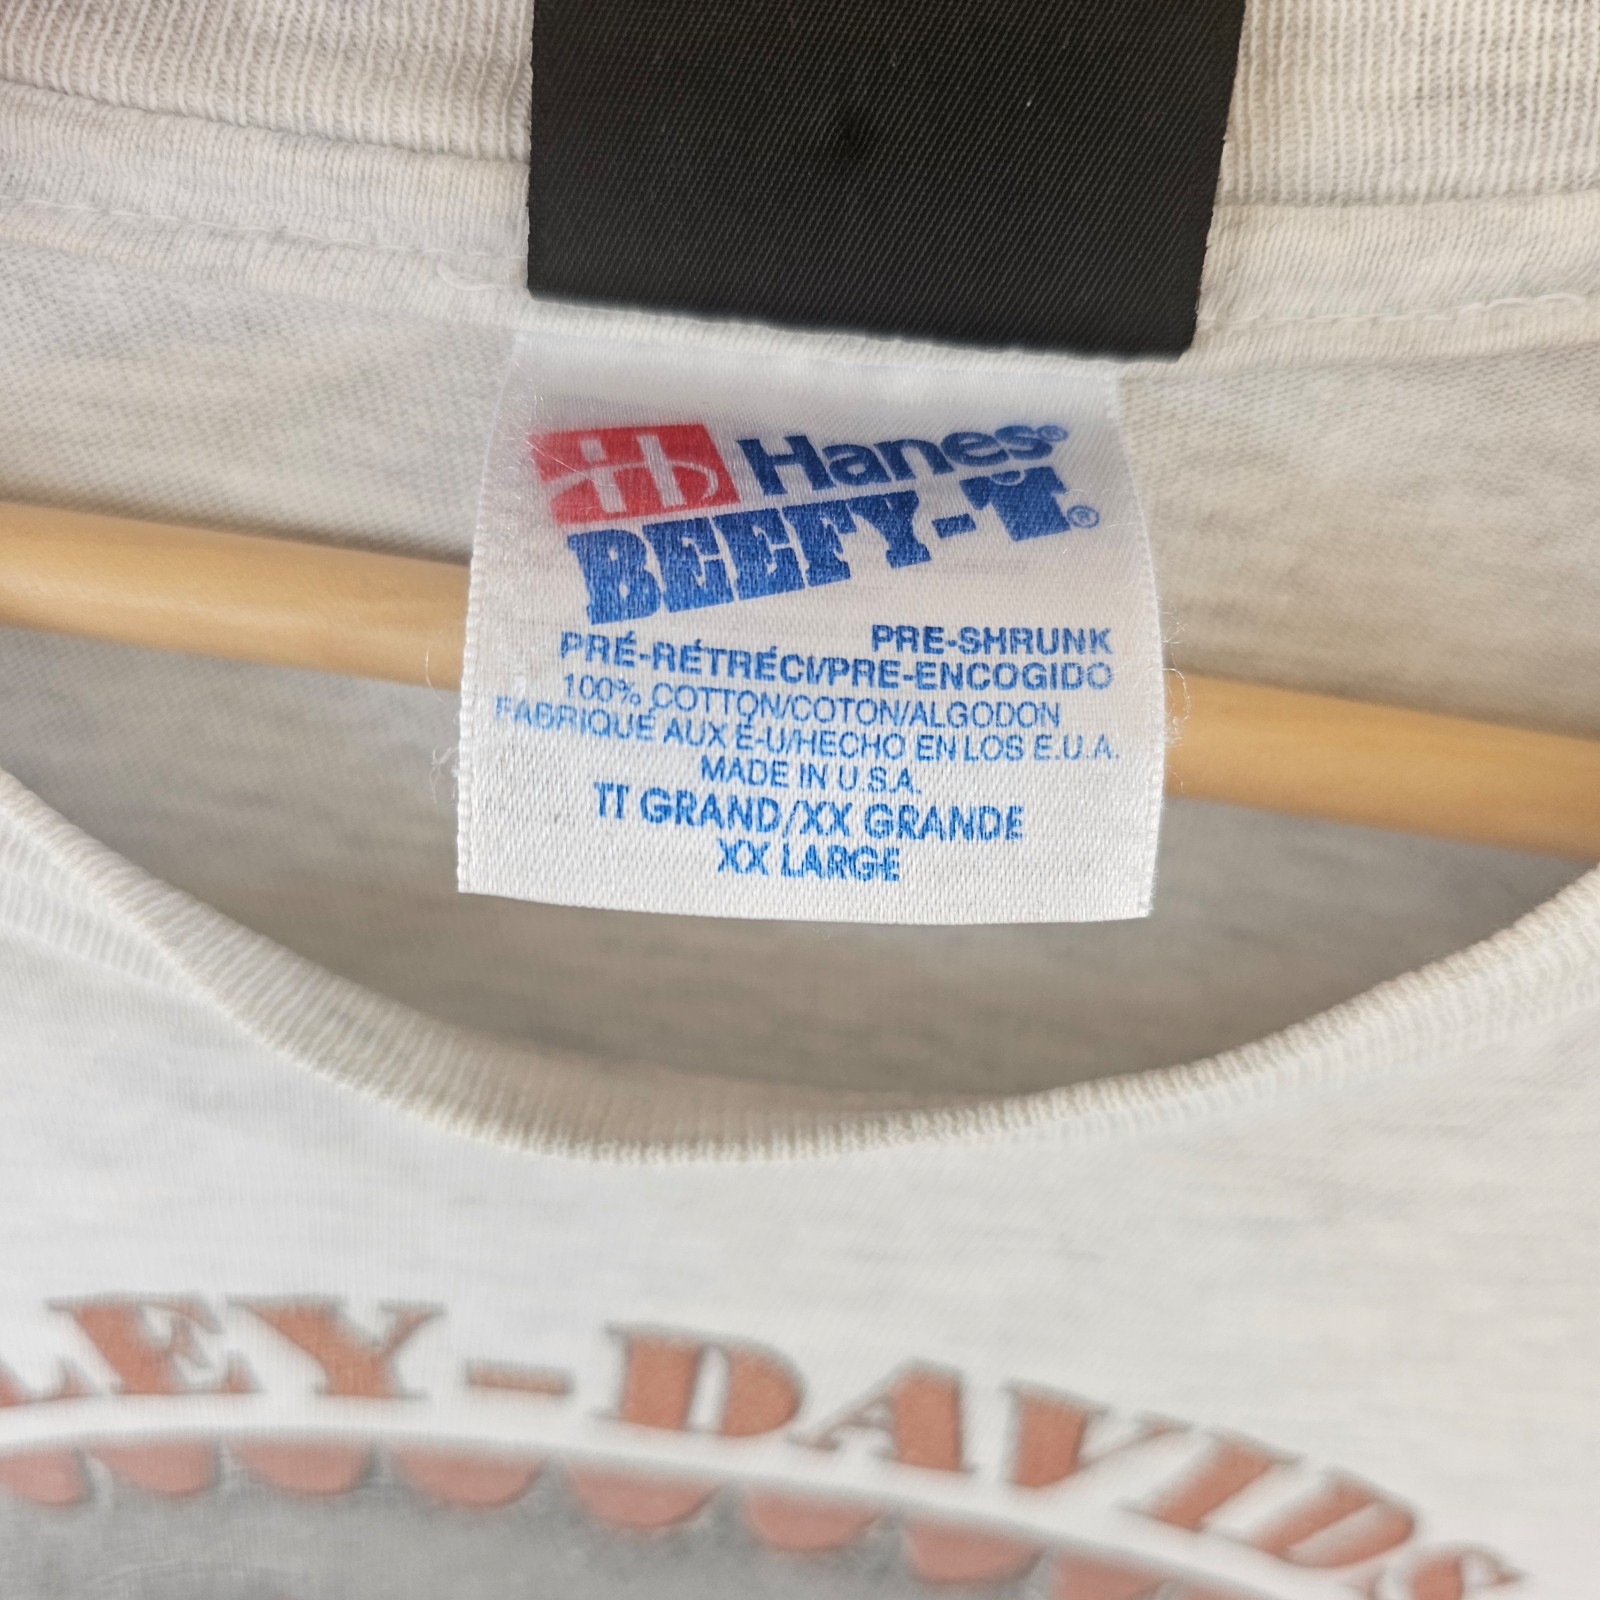 Hanes®
BEEFY-T®
PRE-SHRUNK
PRÉ-RÉTRÉCI/PRE-ENCOGIDO
100% COTTON/COTON/ALGODON
FABRIQUÉ AUX É-U/HECHO EN LOS E.U.A.
MADE IN U.S.A.
TT GRAND/XX GRANDE
XX LARGE
LEY-DAVIDS